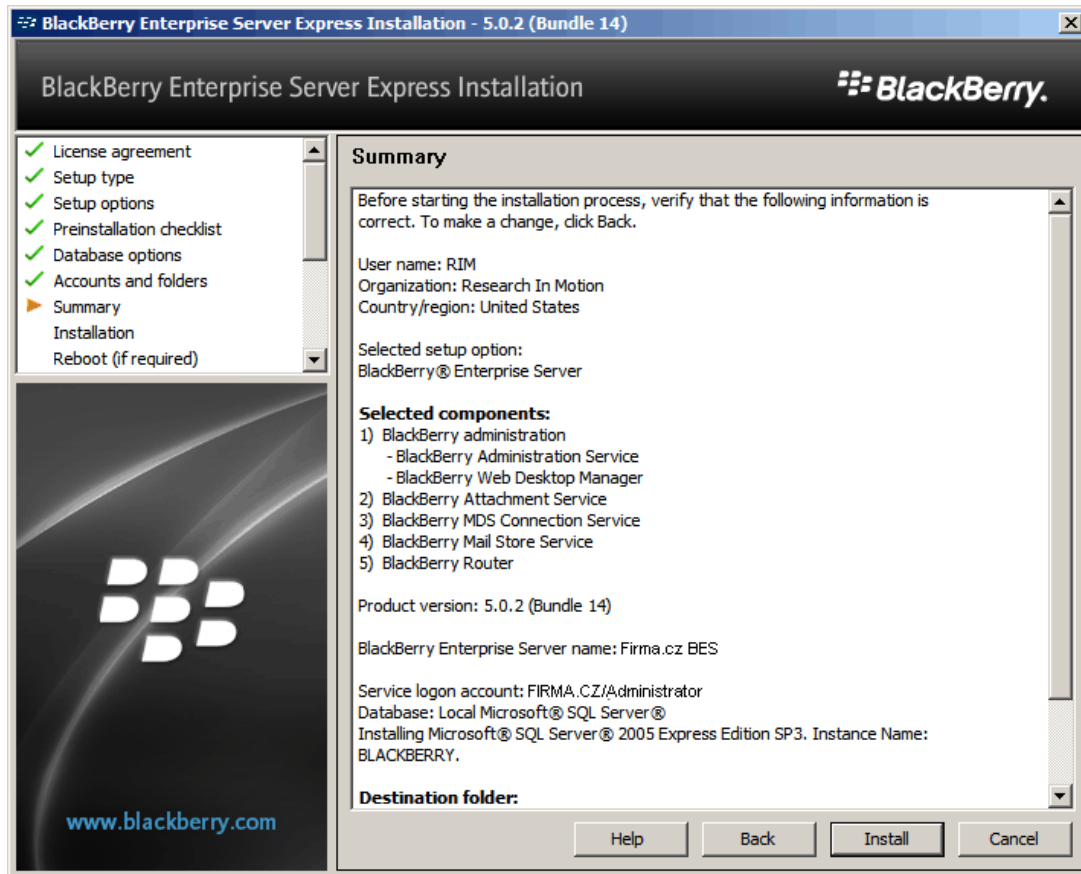 BlackBerry Enterprise Server Express Installation - 5.0.2 (Bundle 14)
BlackBerry Enterprise Server Express Installation
BlackBerry.
License agreement
Setup type
Setup options
Preinstallation checklist
Database options
Accounts and folders
Summary
Installation
Reboot (if required)
www.blackberry.com
Summary
Before starting the installation process, verify that the following information is
correct. To make a change, click Back.
User name: RIM
Organization: Research In Motion
Country/region: United States
Selected setup option:
BlackBerry® Enterprise Server
Selected components:
1) BlackBerry administration
- BlackBerry Administration Service
- BlackBerry Web Desktop Manager
2) BlackBerry Attachment Service
3) BlackBerry MDS Connection Service
4) BlackBerry Mail Store Service
5) BlackBerry Router
Product version: 5.0.2 (Bundle 14)
BlackBerry Enterprise Server name: Firma.cz BES
Service logon account: FIRMA.CZ/Administrator
Database: Local Microsoft® SQL Server®
Installing Microsoft® SQL Server® 2005 Express Edition SP3. Instance Name:
BLACKBERRY.
Destination folder:
Help
Back
Install
Cancel